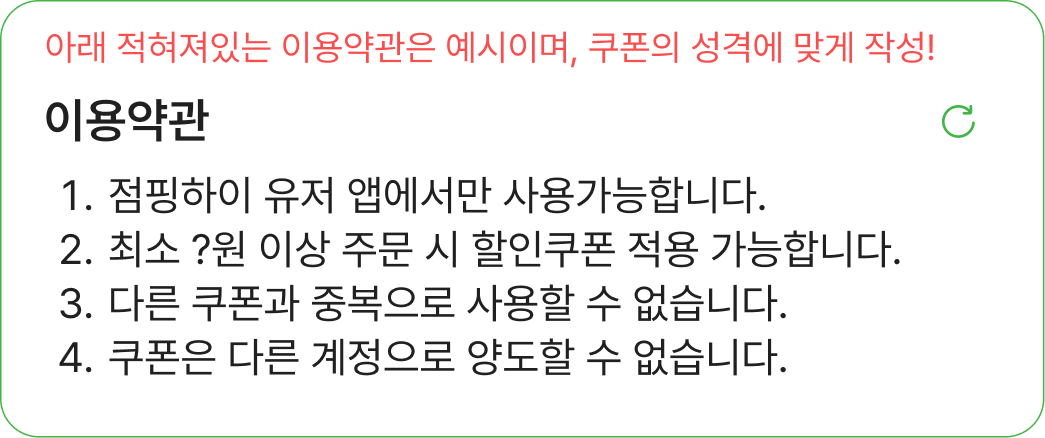 아래 적혀져있는 이용약관은 예시이며, 쿠폰의 성격에 맞게 작성!
이용약관
1. 점핑하이 유저 앱에서만 사용가능합니다.
2. 최소 ?원 이상 주문 시 할인쿠폰 적용 가능합니다.
3. 다른 쿠폰과 중복으로 사용할 수 없습니다.
4. 쿠폰은 다른 계정으로 양도할 수 없습니다.